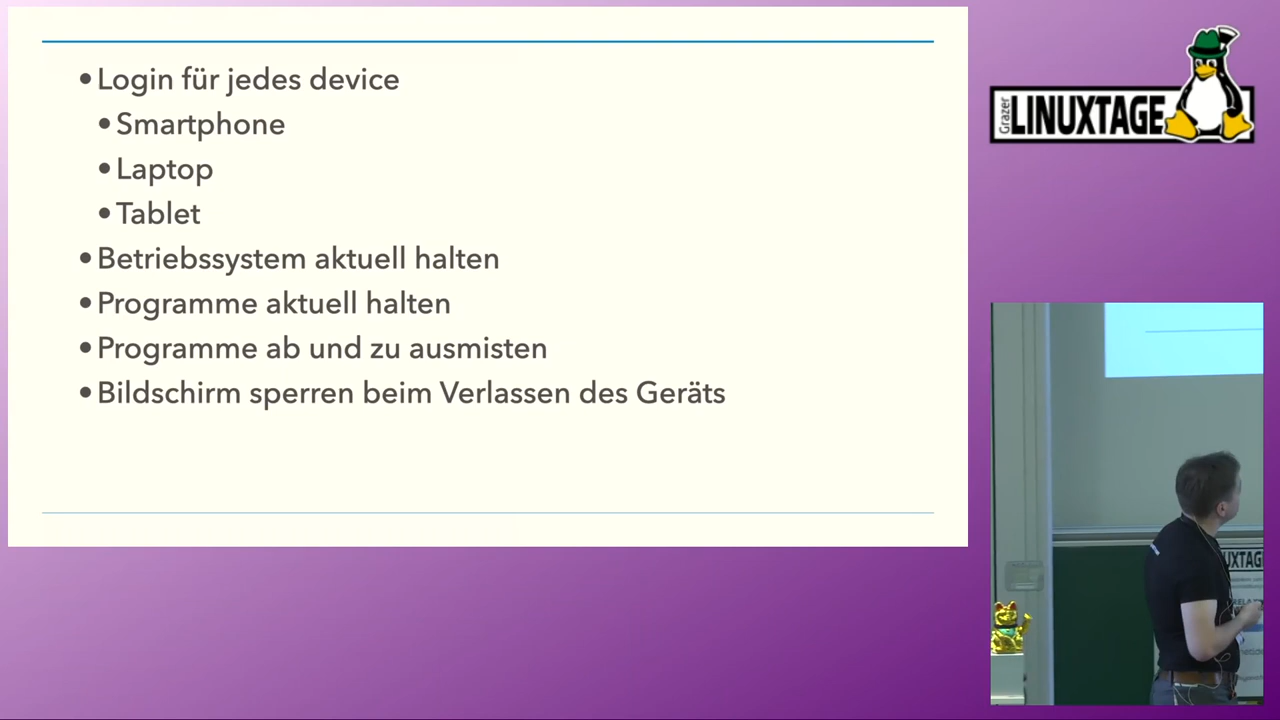 • Login für jedes device
• Smartphone
• Laptop
• Tablet
• Betriebssystem aktuell halten
• Programme aktuell halten
• Programme ab und zu ausmisten
• Bildschirm sperren beim Verlassen des Geräts
Grazer
LINUXTAGE
UXTAG